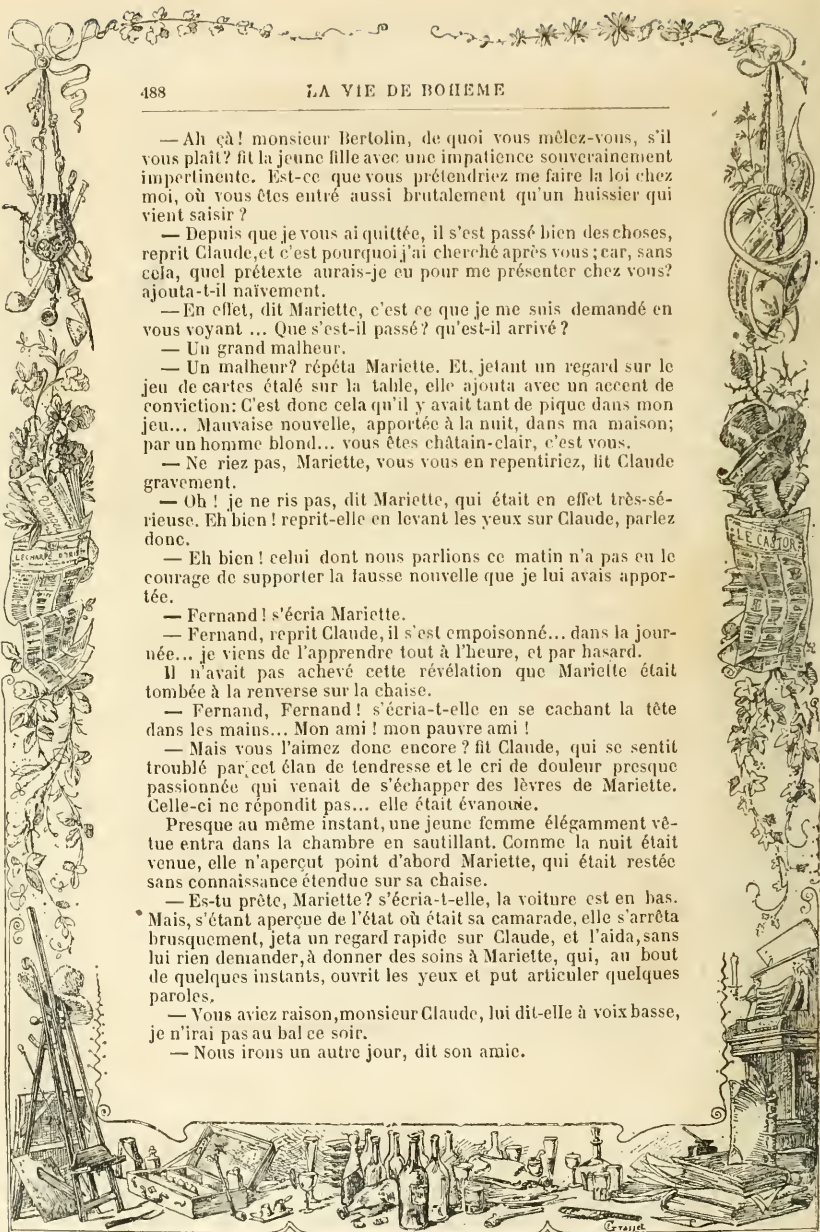 488
LA VIE DE BOHEME
— Ah çà! monsieur Bertolin, de quoi vous mêlez-vous, s'il
vous plaît? fit la jeune fille avec une impatience souverainement
impertinente. Est-ce que vous prétendriez me faire la loi chez
moi, où vous êtes entré aussi brutalement qu'un huissier qui
vient saisir ?
— Depuis que je vous ai quittée, il s'est passé bien des choses,
reprit Claude, et c'est pourquoi j'ai cherché après vous ; car, sans
cela, quel prétexte aurais-je eu pour me présenter chez vous?
ajouta-t-il naïvement.
— En effet, dit Mariette, c'est ce que je me suis demandé en
vous voyant ... Que s'est-il passé? qu'est-il arrivé ?
— Un grand malheur.
— Un malheur? répéta Mariette. Et, jetant un regard sur le
jeu de cartes étalé sur la table, elle ajouta avec un accent de
conviction: C'est donc cela qu'il y avait tant de pique dans mon
jeu... Mauvaise nouvelle, apportée à la nuit, dans ma maison;
par un homme blond... vous êtes châtain-clair, c'est vous.
— Ne riez pas, Mariette, vous vous en repentiriez, fit Claude
gravement.
— Oh ! je ne ris pas, dit Mariette, qui était en effet très-sé-
rieuse. Eh bien ! reprit-elle en levant les yeux sur Claude, parlez
donc.
— Eh bien ! celui dont nous parlions ce matin n'a pas eu le
courage de supporter la fausse nouvelle que je lui avais appor-
tée.
— Fernand ! s'écria Mariette.
— Fernand, reprit Claude, il s'est empoisonné... dans la jour-
née... je viens de l'apprendre tout à l'heure, et par hasard.
Il n'avait pas achevé cette révélation que Mariette était
tombée à la renverse sur la chaise.
— Fernand, Fernand ! s'écria-t-elle en se cachant la tête
dans les mains... Mon ami ! mon pauvre ami !
— Mais vous l'aimez donc encore ? fit Claude, qui se sentit
troublé par cet élan de tendresse et le cri de douleur presque
passionnée qui venait de s'échapper des lèvres de Mariette.
Celle-ci ne répondit pas... elle était évanouie.
Presque au même instant, une jeune femme élégamment vê-
tue entra dans la chambre en sautillant. Comme la nuit était
venue, elle n'aperçut point d'abord Mariette, qui était restée
sans connaissance étendue sur sa chaise.
— Es-tu prête, Mariette? s'écria-t-elle, la voiture est en bas.
Mais, s'étant aperçue de l'état où était sa camarade, elle s'arrêta
brusquement, jeta un regard rapide sur Claude, et l'aida, sans
lui rien demander, à donner des soins à Mariette, qui, au bout
de quelques instants, ouvrit les yeux et put articuler quelques
paroles.
— Vous aviez raison, monsieur Claude, lui dit-elle à voix basse,
je n'irai pas au bal ce soir.
— Nous irons un autre jour, dit son amie.
LE CASTOR
Grasset